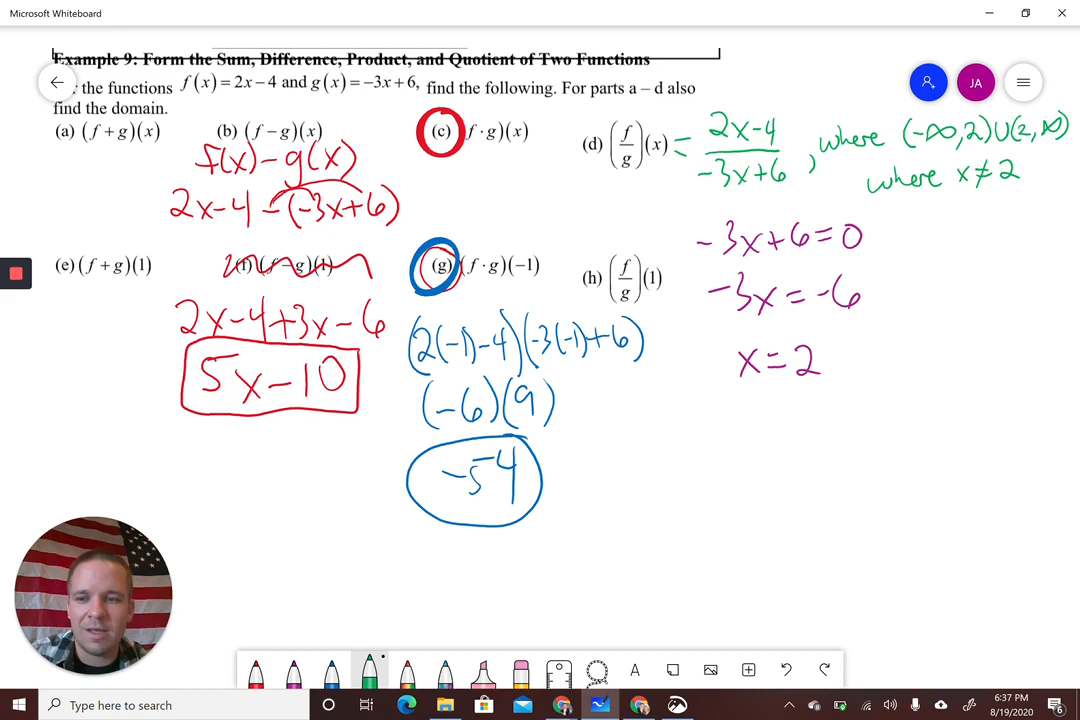 Microsoft Whiteboard
Example 9: Form the Sum, Difference, Product, and Quotient of Two Functions
the functions f(x) = 2x − 4 and g(x) = −3x + 6, find the following. For parts a – d also
find the domain.
JA
(a) (f + g)(x)
(b) (f − g)(x)
(c) (f · g)(x)
(d) (f/g)(x) = 2x-4/-3x+6, where (-∞,2)∪(2,∞)
where x≠2
f(x) - g(x)
2x-4 - (-3x+6)
-3x+6=0
-3x=-6
x=2
(e) (f + g)(1)
(f) (f − g)(1)
(g) (f · g)(−1)
(h) (f/g)(1)
2x-4+3x-6
5x-10
(2(-1)-4)(-3(-1)+6)
(-6)(9)
-54
A
Type here to search
6:37 PM
8/19/2020
6